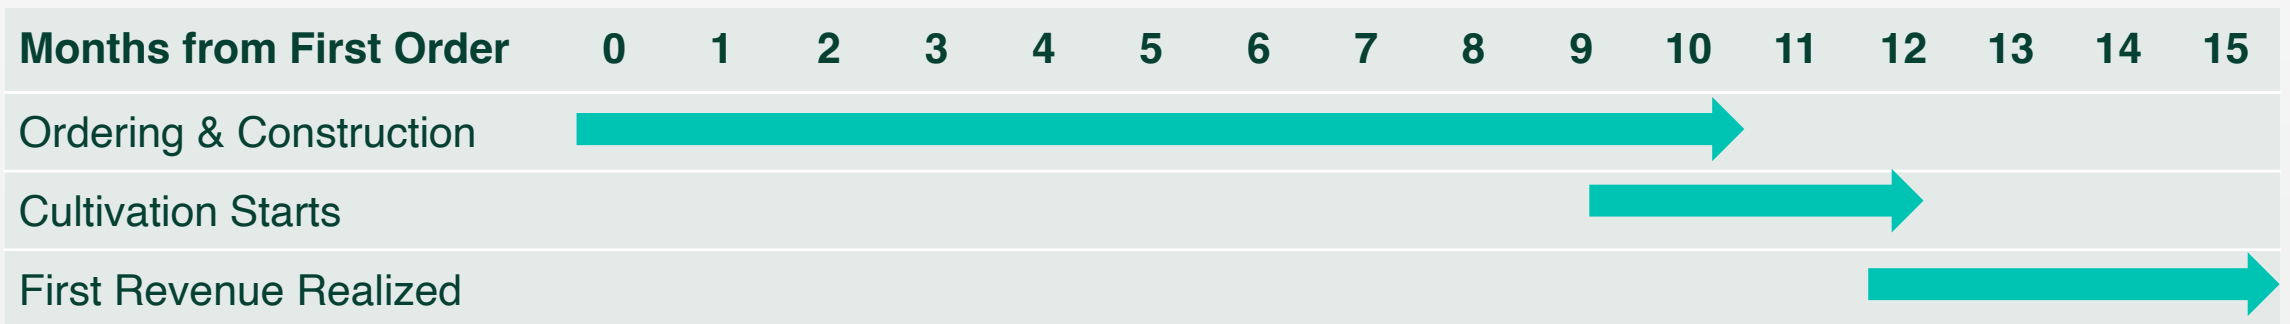 Months from First Order 0 1 2 3 4 5 6 7 8 9 10 11 12 13 14 15
Ordering & Construction
Cultivation Starts
First Revenue Realized